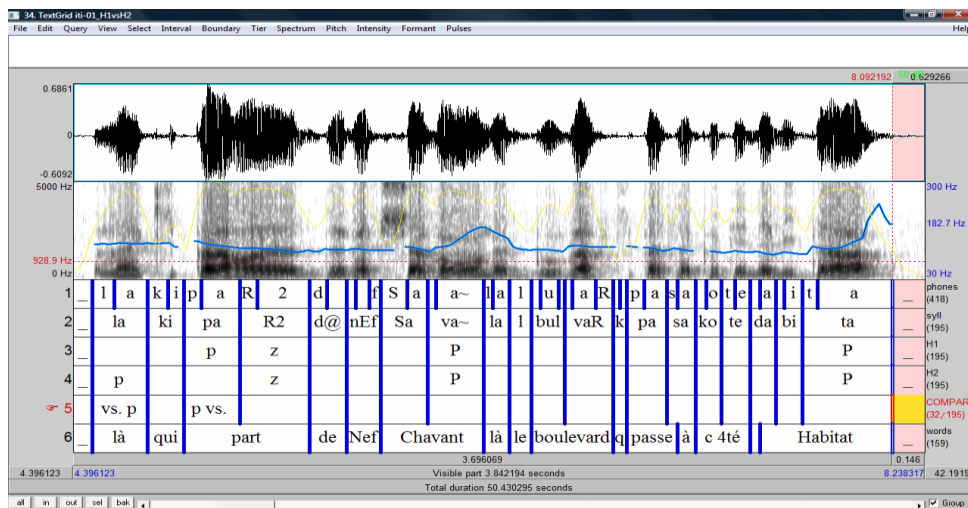 34. TextGrid iti-01_H1vsH2
File Edit Query View Select Interval Boundary Tier Spectrum Pitch Intensity Formant Pulses Help
8.092192 0.629266
0.6861
0
-0.6092
5000 Hz 300 Hz
182.7 Hz
928.9 Hz
0 Hz 30 Hz
1 _ l a k i p a R 2 d f S a a~ l a l u a R p a s a o t e a i t a _ phones (418)
2 _ la ki pa R2 d@ nEf Sa va~ la l bul vaR k pa sa ko te da bi ta _ syll (195)
3 _ p z P P _ H1 (195)
4 _ p z P P _ H2 (195)
5 vs. p p vs. COMPAR (32/195)
6 _ là qui part de Nef Chavant là le boulevard q passe à c 4té Habitat _ words (159)
3.696069 0.146
4.396123 4.396123 Visible part 3.842194 seconds 8.238317 42.1919
Total duration 50.430295 seconds
all in out sel bak Group